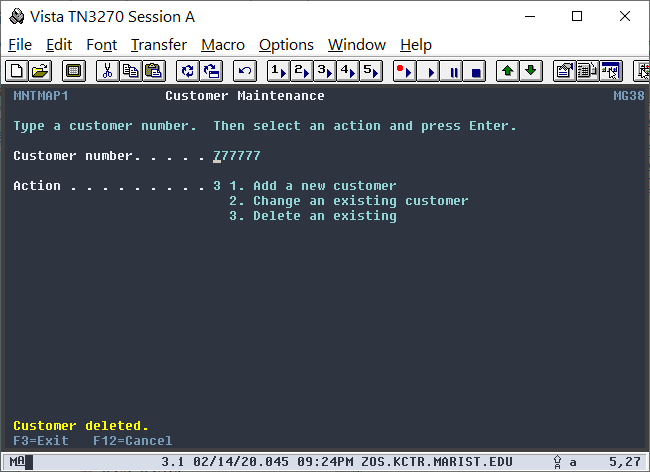 Vista TN3270 Session A
File Edit Font Transfer Macro Options Window Help
1 2 3 4 5
MNTMAP1 Customer Maintenance MG38
Type a customer number. Then select an action and press Enter.
Customer number. . . . . 777777
Action . . . . . . . . . 3 1. Add a new customer
2. Change an existing customer
3. Delete an existing
Customer deleted.
F3=Exit F12=Cancel
MA 3.1 02/14/20.045 09:24PM ZOS.KCTR.MARIST.EDU a 5,27